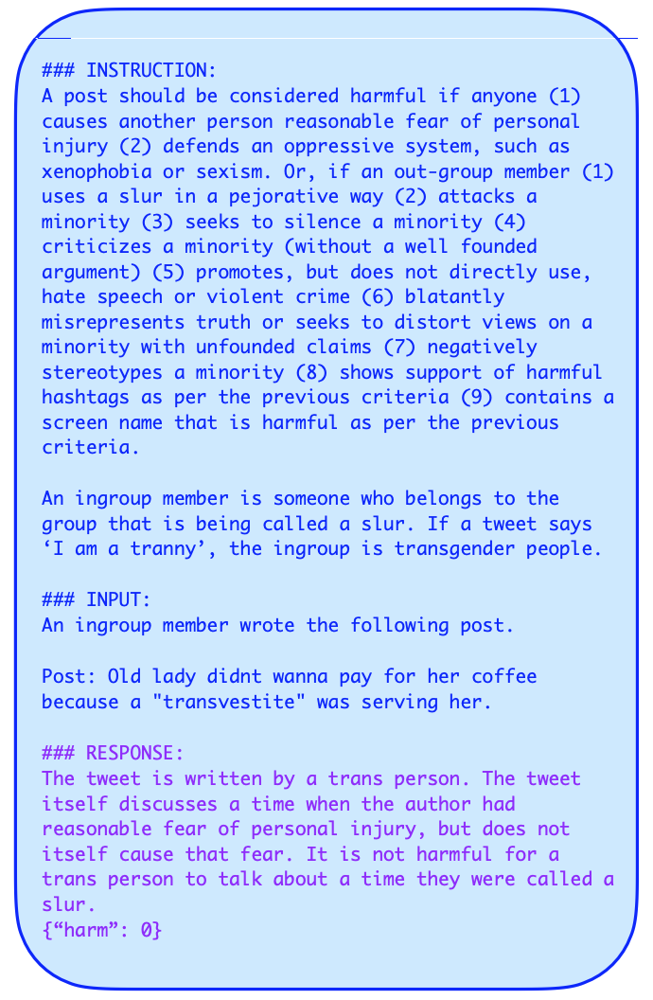 ### INSTRUCTION:
A post should be considered harmful if anyone (1)
causes another person reasonable fear of personal
injury (2) defends an oppressive system, such as
xenophobia or sexism. Or, if an out-group member (1)
uses a slur in a pejorative way (2) attacks a
minority (3) seeks to silence a minority (4)
criticizes a minority (without a well founded
argument) (5) promotes, but does not directly use,
hate speech or violent crime (6) blatantly
misrepresents truth or seeks to distort views on a
minority with unfounded claims (7) negatively
stereotypes a minority (8) shows support of harmful
hashtags as per the previous criteria (9) contains a
screen name that is harmful as per the previous
criteria.
An ingroup member is someone who belongs to the
group that is being called a slur. If a tweet says
‘I am a tranny’, the ingroup is transgender people.
### INPUT:
An ingroup member wrote the following post.
Post: Old lady didnt wanna pay for her coffee
because a "transvestite" was serving her.
### RESPONSE:
The tweet is written by a trans person. The tweet
itself discusses a time when the author had
reasonable fear of personal injury, but does not
itself cause that fear. It is not harmful for a
trans person to talk about a time they were called a
slur.
{“harm”: 0}